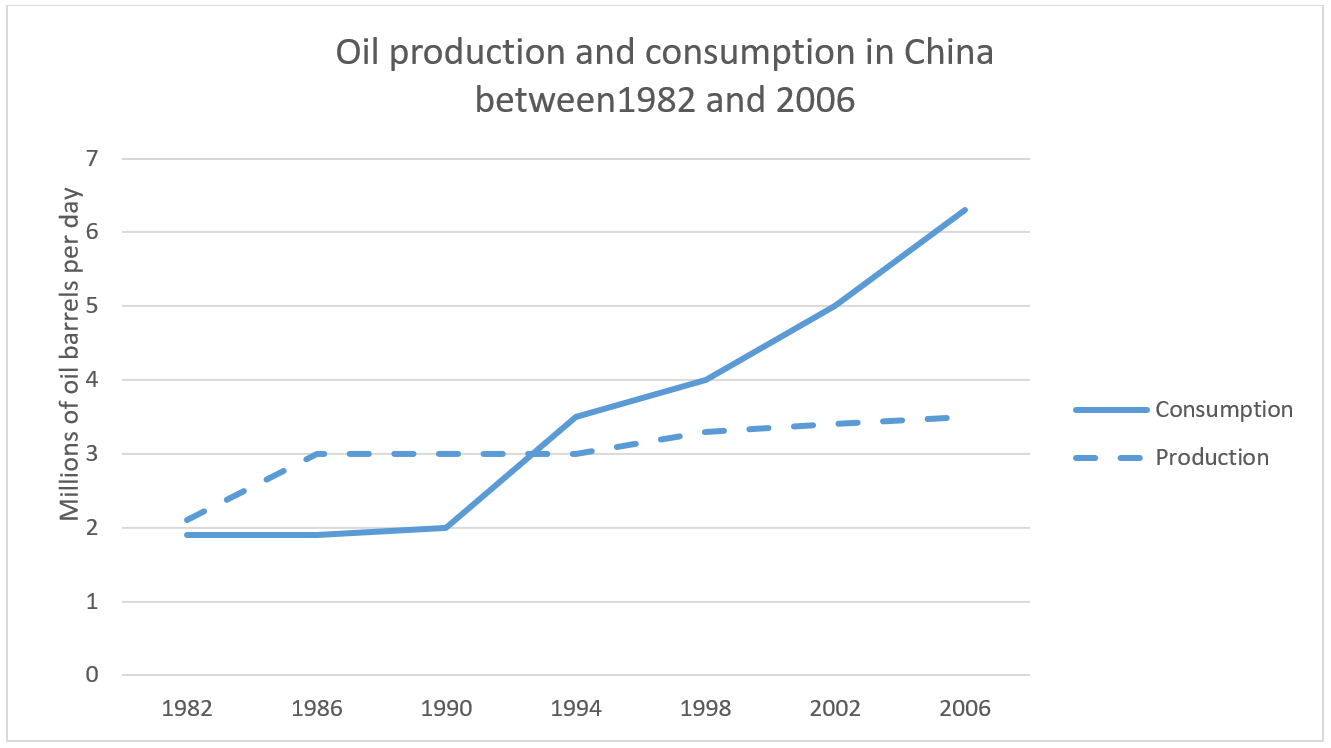 Oil production and consumption in China
between1982 and 2006
Millions of oil barrels per day
7
6
5
4
3
2
1
0
1982 1986 1990 1994 1998 2002 2006
Consumption
Production